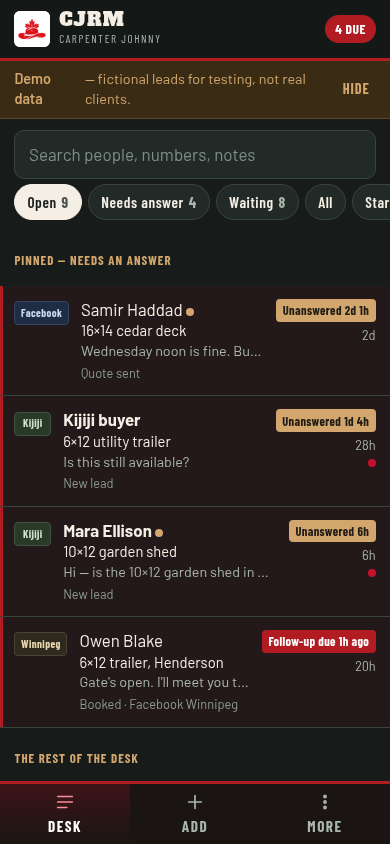 CJRM
CARPENTER JOHNNY
4 DUE
Demo data
— fictional leads for testing, not real clients.
HIDE
Search people, numbers, notes
Open 9
Needs answer 4
Waiting 8
All
Star
PINNED — NEEDS AN ANSWER
Facebook
Samir Haddad
Unanswered 2d 1h
16×14 cedar deck
2d
Wednesday noon is fine. Bu...
Quote sent
Kijiji
Kijiji buyer
Unanswered 1d 4h
6×12 utility trailer
28h
Is this still available?
New lead
Kijiji
Mara Ellison
Unanswered 6h
10×12 garden shed
6h
Hi — is the 10×12 garden shed in ...
New lead
Winnipeg
Owen Blake
Follow-up due 1h ago
6×12 trailer, Henderson
20h
Gate's open. I'll meet you t...
Booked · Facebook Winnipeg
THE REST OF THE DESK
DESK
ADD
MORE